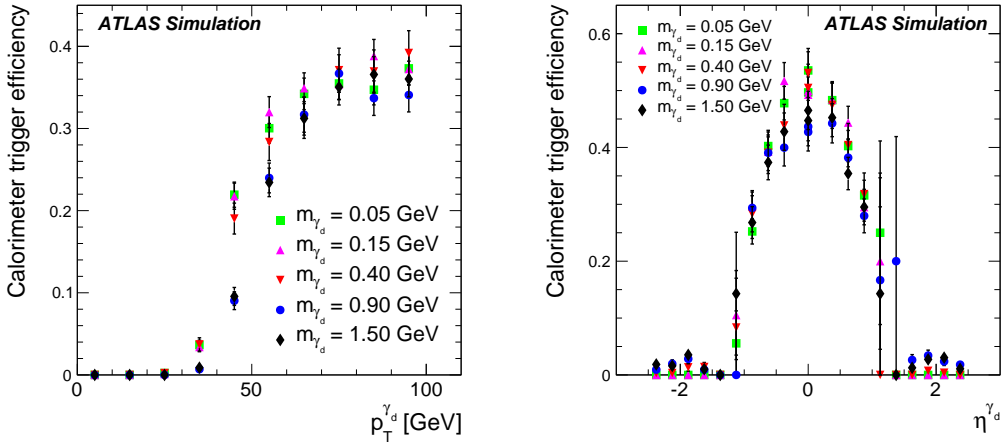 ATLAS Simulation
Calorimeter trigger efficiency
0.4
0.3
0.2
0.1
0
m_γd = 0.05 GeV
m_γd = 0.15 GeV
m_γd = 0.40 GeV
m_γd = 0.90 GeV
m_γd = 1.50 GeV
0 50 100
p_T^γd [GeV]
ATLAS Simulation
Calorimeter trigger efficiency
0.6
0.4
0.2
0
m_γd = 0.05 GeV
m_γd = 0.15 GeV
m_γd = 0.40 GeV
m_γd = 0.90 GeV
m_γd = 1.50 GeV
-2 0 2
η^γd